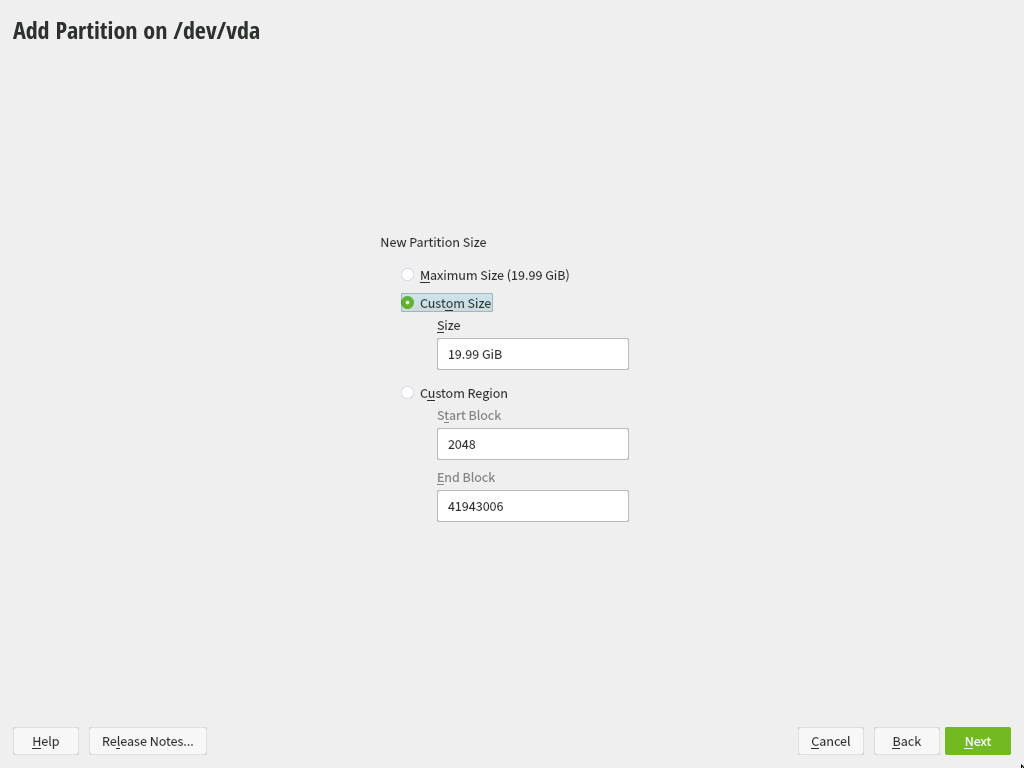 Add Partition on /dev/vda
New Partition Size
Maximum Size (19.99 GiB)
Custom Size
Size
19.99 GiB
Custom Region
Start Block
2048
End Block
41943006
Help
Release Notes...
Cancel
Back
Next